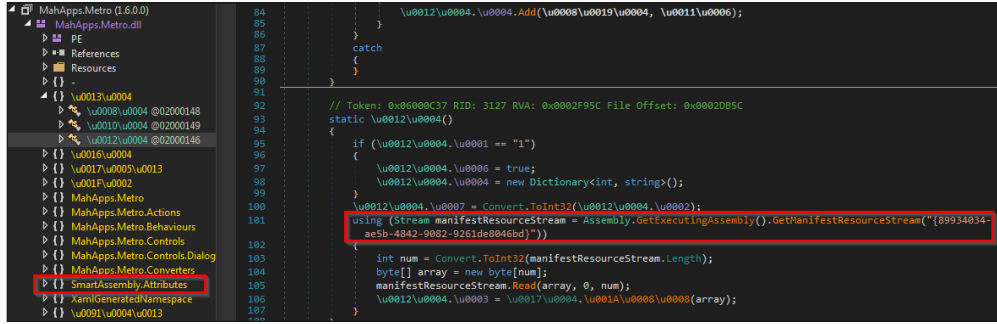 MahApps.Metro (1.6.0.0)
MahApps.Metro.dll
PE
References
Resources
{ } -
{ } \u0013\u0004
\u0008\u0004 @02000148
\u0010\u0004 @02000149
\u0012\u0004 @02000146
{ } \u0016\u0004
{ } \u0017\u0005\u0013
{ } \u001F\u0002
{ } MahApps.Metro
{ } MahApps.Metro.Actions
{ } MahApps.Metro.Behaviours
{ } MahApps.Metro.Controls
{ } MahApps.Metro.Controls.Dialog
{ } MahApps.Metro.Converters
{ } SmartAssembly.Attributes
{ } XamlGeneratedNamespace
{ } \u0091\u0004\u0013
84 \u0012\u0004.\u0004.Add(\u0008\u0019\u0004, \u0011\u0006);
85 }
86 }
87 catch
88 {
89 }
90 }
91
92 // Token: 0x06000C37 RID: 3127 RVA: 0x0002F95C File Offset: 0x0002DB5C
93 static \u0012\u0004()
94 {
95 if (\u0012\u0004.\u0001 == "1")
96 {
97 \u0012\u0004.\u0006 = true;
98 \u0012\u0004.\u0004 = new Dictionary<int, string>();
99 }
100 \u0012\u0004.\u0007 = Convert.ToInt32(\u0012\u0004.\u0002);
101 using (Stream manifestResourceStream = Assembly.GetExecutingAssembly().GetManifestResourceStream("{89934034-
ae5b-4842-9082-9261de8046bd}"))
102 {
103 int num = Convert.ToInt32(manifestResourceStream.Length);
104 byte[] array = new byte[num];
105 manifestResourceStream.Read(array, 0, num);
106 \u0012\u0004.\u0003 = \u0017\u0004.\u001A\u0008\u0008(array);
107 }
108